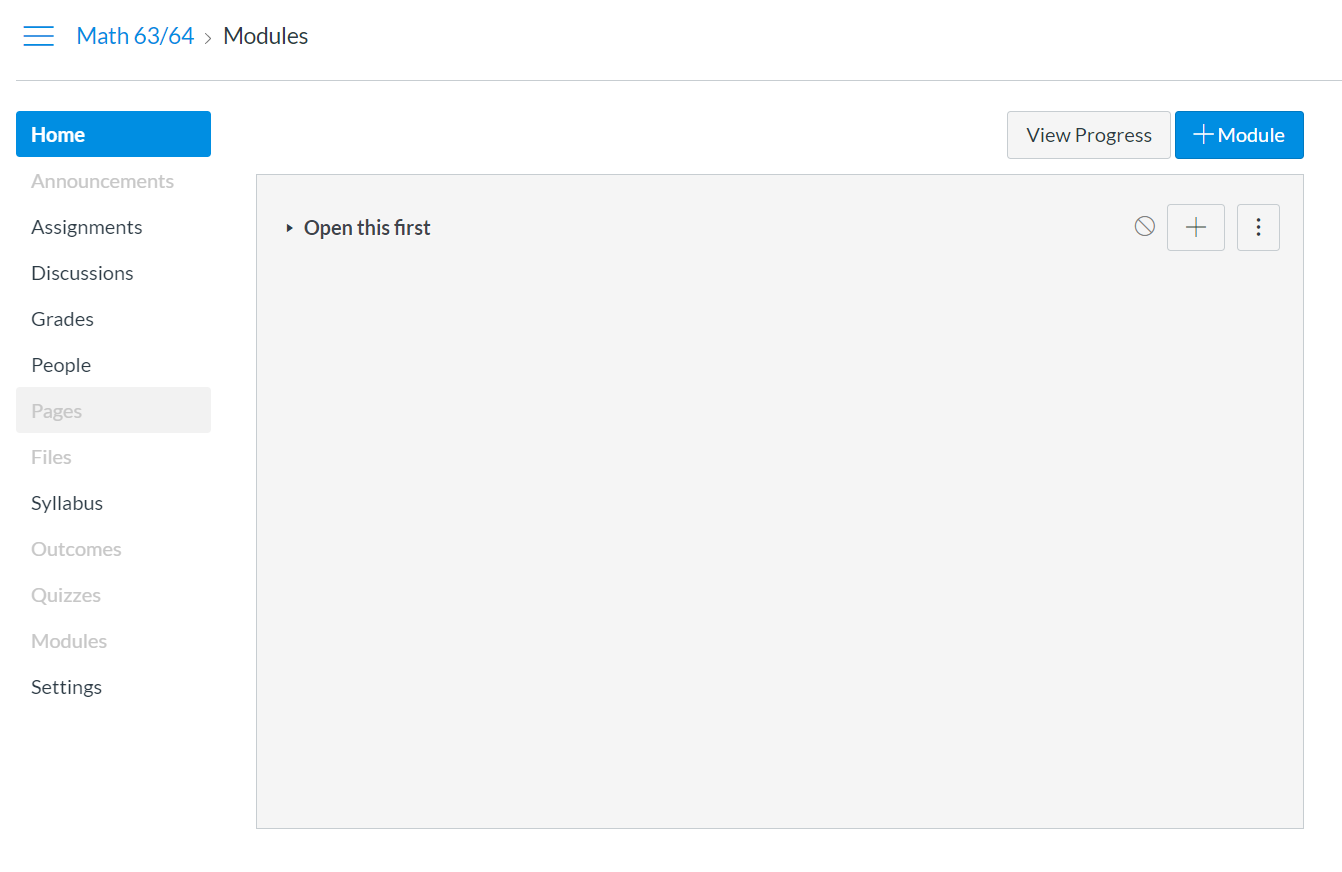 Math 63/64 › Modules
Home
Announcements
Assignments
Discussions
Grades
People
Pages
Files
Syllabus
Outcomes
Quizzes
Modules
Settings
View Progress
+ Module
Open this first